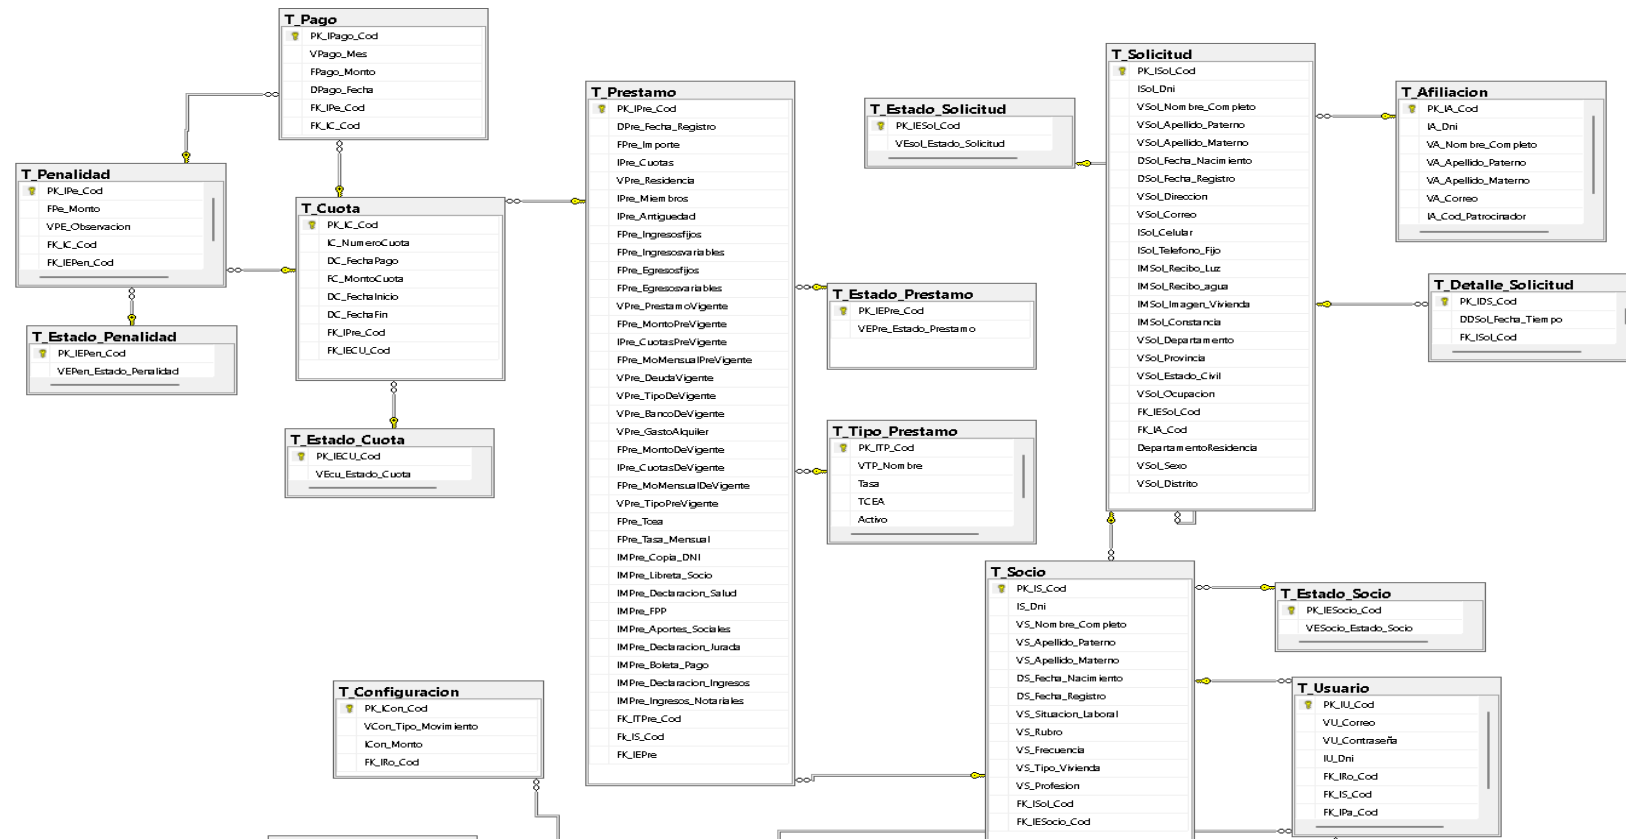 T_Pago
PK_IPago_Cod
VPago_Mes
FPago_Monto
DPago_Fecha
FK_IPe_Cod
FK_IC_Cod
T_Penalidad
PK_IPe_Cod
FPe_Monto
VPE_Observacion
FK_IC_Cod
FK_IEPen_Cod
T_Estado_Penalidad
PK_IEPen_Cod
VEPen_Estado_Penalidad
T_Cuota
PK_IC_Cod
IC_NumeroCuota
DC_FechaPago
FC_MontoCuota
DC_FechaInicio
DC_FechaFin
FK_IPre_Cod
FK_IECU_Cod
T_Estado_Cuota
PK_IECU_Cod
VEcu_Estado_Cuota
T_Configuracion
PK_ICon_Cod
VCon_Tipo_Movimiento
ICon_Monto
FK_IRo_Cod
T_Prestamo
PK_IPre_Cod
DPre_Fecha_Registro
FPre_Importe
IPre_Cuotas
VPre_Residencia
IPre_Miembros
IPre_Antiguedad
FPre_Ingresosfijos
FPre_Ingresosvariables
FPre_Egresosfijos
FPre_Egresosvariables
VPre_PrestamoVigente
FPre_MontoPreVigente
IPre_CuotasPreVigente
FPre_MoMensualPreVigente
VPre_DeudaVigente
VPre_TipoDeVigente
VPre_BancoDeVigente
VPre_GastoAlquiler
FPre_MontoDeVigente
IPre_CuotasDeVigente
FPre_MoMensualDeVigente
VPre_TipoPreVigente
FPre_Tcea
FPre_Tasa_Mensual
IMPre_Copia_DNI
IMPre_Libreta_Socio
IMPre_Declaracion_Salud
IMPre_FPP
IMPre_Aportes_Sociales
IMPre_Declaracion_Jurada
IMPre_Boleta_Pago
IMPre_Declaracion_Ingresos
IMPre_Ingresos_Notariales
FK_ITPre_Cod
Fk_IS_Cod
FK_IEPre
T_Estado_Solicitud
PK_IESol_Cod
VEsol_Estado_Solicitud
T_Estado_Prestamo
PK_IEPre_Cod
VEPre_Estado_Prestamo
T_Tipo_Prestamo
PK_ITP_Cod
VTP_Nombre
Tasa
TCEA
Activo
T_Solicitud
PK_ISol_Cod
ISol_Dni
VSol_Nombre_Completo
VSol_Apellido_Paterno
VSol_Apellido_Materno
DSol_Fecha_Nacimiento
DSol_Fecha_Registro
VSol_Direccion
VSol_Correo
ISol_Celular
ISol_Telefono_Fijo
IMSol_Recibo_Luz
IMSol_Recibo_agua
IMSol_Imagen_Vivienda
IMSol_Constancia
VSol_Departamento
VSol_Provincia
VSol_Estado_Civil
VSol_Ocupacion
FK_IESol_Cod
FK_IA_Cod
DepartamentoResidencia
VSol_Sexo
VSol_Distrito
T_Afiliacion
PK_IA_Cod
IA_Dni
VA_Nombre_Completo
VA_Apellido_Paterno
VA_Apellido_Materno
VA_Correo
IA_Cod_Patrocinador
T_Detalle_Solicitud
PK_IDS_Cod
DDSol_Fecha_Tiempo
FK_ISol_Cod
T_Socio
PK_IS_Cod
IS_Dni
VS_Nombre_Completo
VS_Apellido_Paterno
VS_Apellido_Materno
DS_Fecha_Nacimiento
DS_Fecha_Registro
VS_Situacion_Laboral
VS_Rubro
VS_Frecuencia
VS_Tipo_Vivienda
VS_Profesion
FK_ISol_Cod
FK_IESocio_Cod
T_Estado_Socio
PK_IESocio_Cod
VESocio_Estado_Socio
T_Usuario
PK_IU_Cod
VU_Correo
VU_Contraseña
IU_Dni
FK_IRo_Cod
FK_IS_Cod
FK_IPa_Cod